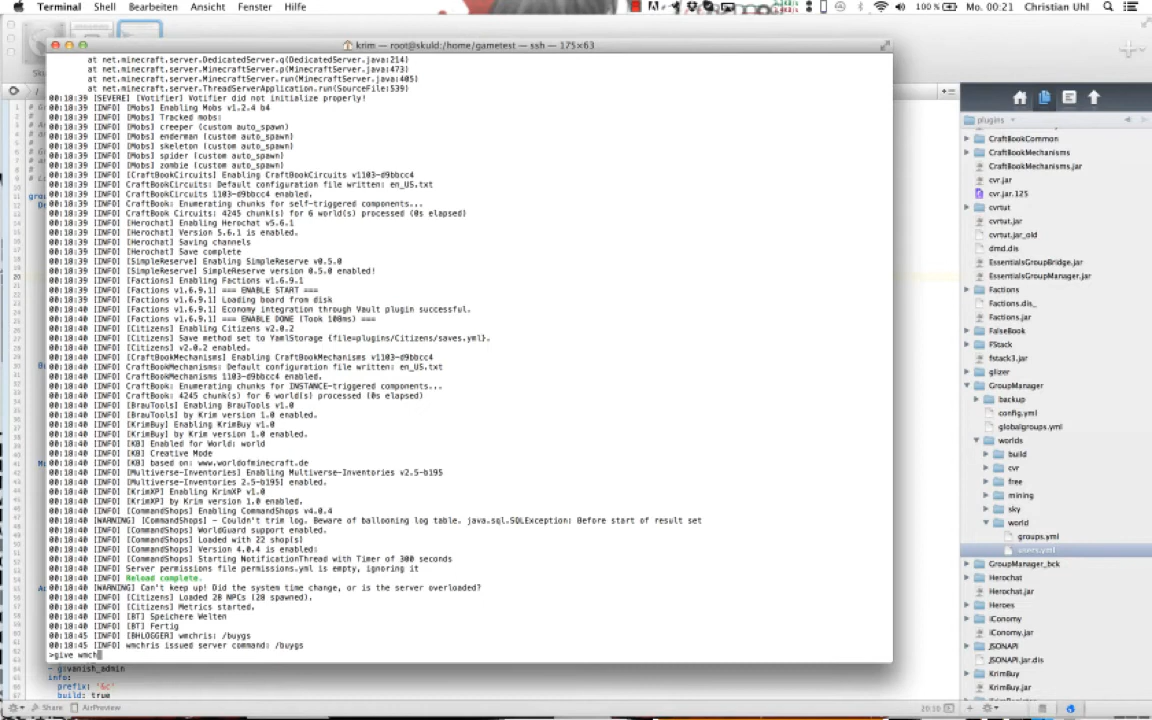 Terminal Shell Bearbeiten Ansicht Fenster Hilfe 100% Mo. 00:21 Christian Uhl
krim — root@skuld:/home/gametest — ssh — 175×63
at net.minecraft.server.DedicatedServer.q(DedicatedServer.java:214)
at net.minecraft.server.MinecraftServer.p(MinecraftServer.java:473)
at net.minecraft.server.MinecraftServer.run(MinecraftServer.java:405)
at net.minecraft.server.ThreadServerApplication.run(SourceFile:539)
00:18:39 [SEVERE] [Votifier] Votifier did not initialize properly!
00:18:39 [INFO] [Mobs] Enabling Mobs v1.2.4 b4
00:18:39 [INFO] [Mobs] Tracked mobs:
00:18:39 [INFO] [Mobs] creeper (custom auto_spawn)
00:18:39 [INFO] [Mobs] enderman (custom auto_spawn)
00:18:39 [INFO] [Mobs] skeleton (custom auto_spawn)
00:18:39 [INFO] [Mobs] spider (custom auto_spawn)
00:18:39 [INFO] [Mobs] zombie (custom auto_spawn)
00:18:39 [INFO] [CraftBookCircuits] Enabling CraftBookCircuits v1103-d9bbcc4
00:18:39 [INFO] CraftBookCircuits: Default configuration file written: en_US.txt
00:18:39 [INFO] CraftBookCircuits 1103-d9bbcc4 enabled.
00:18:39 [INFO] CraftBook: Enumerating chunks for self-triggered components...
00:18:39 [INFO] CraftBook Circuits: 4245 chunk(s) for 6 world(s) processed (0s elapsed)
00:18:39 [INFO] [Herochat] Enabling Herochat v5.6.1
00:18:39 [INFO] [Herochat] Version 5.6.1 is enabled.
00:18:39 [INFO] [Herochat] Saving channels
00:18:39 [INFO] [Herochat] Save complete
00:18:39 [INFO] [SimpleReserve] Enabling SimpleReserve v0.5.0
00:18:39 [INFO] [SimpleReserve] SimpleReserve version 0.5.0 enabled!
00:18:39 [INFO] [Factions] Enabling Factions v1.6.9.1
00:18:39 [INFO] [Factions v1.6.9.1] === ENABLE START ===
00:18:39 [INFO] [Factions v1.6.9.1] Loading board from disk
00:18:40 [INFO] [Factions v1.6.9.1] Economy integration through Vault plugin successful.
00:18:40 [INFO] [Factions v1.6.9.1] === ENABLE DONE (Took 108ms) ===
00:18:40 [INFO] [Citizens] Enabling Citizens v2.0.2
00:18:40 [INFO] [Citizens] Save method set to YamlStorage {file=plugins/Citizens/saves.yml}.
00:18:40 [INFO] [Citizens] v2.0.2 enabled.
00:18:40 [INFO] [CraftBookMechanisms] Enabling CraftBookMechanisms v1103-d9bbcc4
00:18:40 [INFO] CraftBookMechanisms: Default configuration file written: en_US.txt
00:18:40 [INFO] CraftBookMechanisms 1103-d9bbcc4 enabled.
00:18:40 [INFO] CraftBook: Enumerating chunks for INSTANCE-triggered components...
00:18:40 [INFO] CraftBook: 4245 chunk(s) for 6 world(s) processed (0s elapsed)
00:18:40 [INFO] [BrauTools] Enabling BrauTools v1.0
00:18:40 [INFO] [BrauTools] by Krim version 1.0 enabled.
00:18:40 [INFO] [KrimBuy] Enabling KrimBuy v1.0
00:18:40 [INFO] [KrimBuy] by Krim version 1.0 enabled.
00:18:40 [INFO] [KB] Enabled for World: world
00:18:40 [INFO] [KB] Creative Mode
00:18:40 [INFO] [KB] based on: www.worldofminecraft.de
00:18:40 [INFO] [Multiverse-Inventories] Enabling Multiverse-Inventories v2.5-b195
00:18:40 [INFO] [Multiverse-Inventories 2.5-b195] enabled.
00:18:40 [INFO] [KrimXP] Enabling KrimXP v1.0
00:18:40 [INFO] [KrimXP] by Krim version 1.0 enabled.
00:18:40 [INFO] [CommandShops] Enabling CommandShops v4.0.4
00:18:40 [WARNING] [CommandShops] - Couldn't trim log. Beware of ballooning log table. java.sql.SQLException: Before start of result set
00:18:40 [INFO] [CommandShops] WorldGuard support enabled.
00:18:40 [INFO] [CommandShops] Loaded with 22 shop(s)
00:18:40 [INFO] [CommandShops] Version 4.0.4 is enabled:
00:18:40 [INFO] [CommandShops] Starting NotificationThread with Timer of 300 seconds
00:18:40 [INFO] Server permissions file permissions.yml is empty, ignoring it
00:18:40 [INFO] Reload complete.
00:18:40 [WARNING] Can't keep up! Did the system time change, or is the server overloaded?
00:18:40 [INFO] [Citizens] Loaded 28 NPCs (28 spawned).
00:18:40 [INFO] [Citizens] Metrics started.
00:18:40 [INFO] [BT] Speichere Welten
00:18:40 [INFO] [BT] Fertig
00:18:45 [INFO] [BHLOGGER] wmchris: /buygs
00:18:45 [INFO] wmchris issued server command: /buygs
>give wmch
- g:vanish_admin
info:
prefix: '&c'
build: true
Share AirPreview
plugins
CraftBookCommon
CraftBookMechanisms
CraftBookMechanisms.jar
cvr.jar
cvr.jar.125
cvrtut
cvrtut.jar
cvrtut.jar_old
dmd.dis
EssentialsGroupBridge.jar
EssentialsGroupManager.jar
Factions
Factions.dis_
Factions.jar
FalseBook
FStack
fstack3.jar
glizer
GroupManager
backup
config.yml
globalgroups.yml
worlds
build
cvr
free
mining
sky
world
groups.yml
users.yml
GroupManager_bck
Herochat
Herochat.jar
Heroes
iConomy
iConomy.jar
JSONAPI
JSONAPI.jar.dis
KrimBuy
KrimBuy.jar